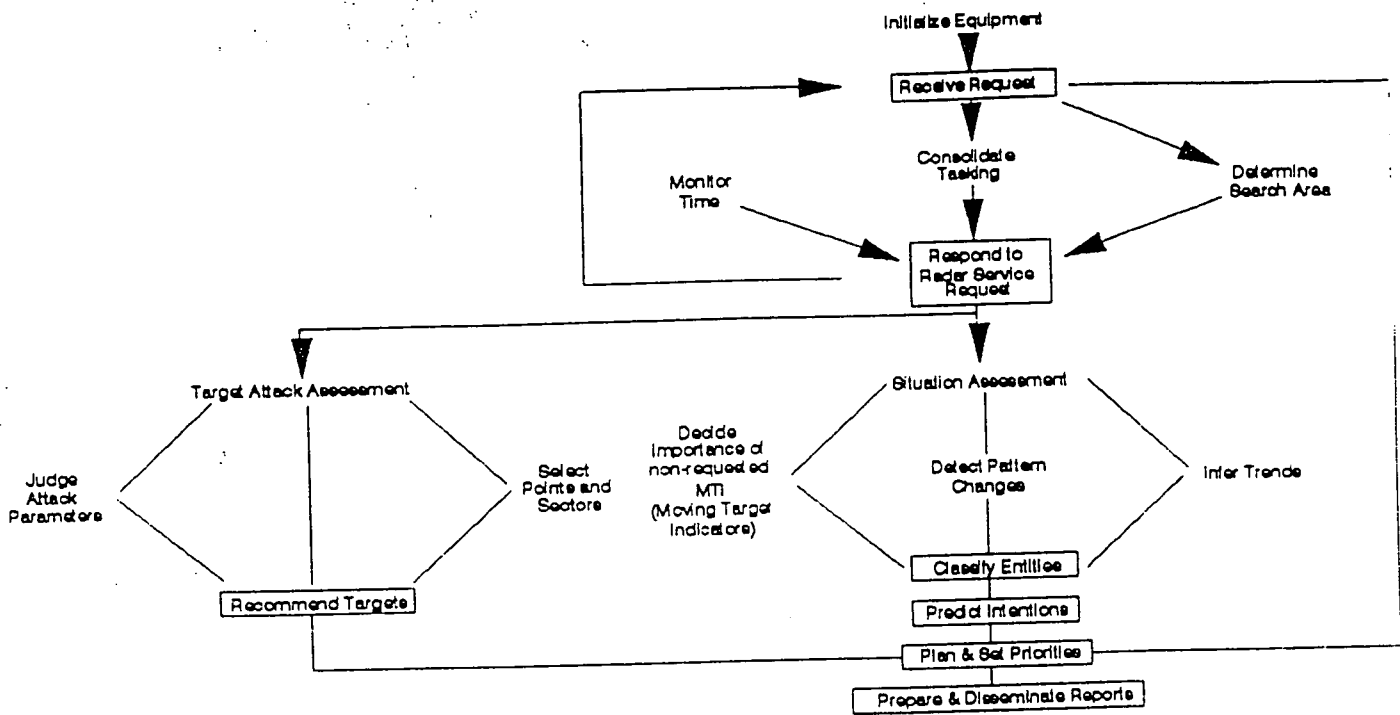 Initialize Equipment
Receive Request
Consolidate
Tasking
Determine
Search Area
Monitor
Time
Respond to
Radar Service
Request
Target Attack Assessment
Situation Assessment
Judge
Attack
Parameters
Select
Points and
Sectors
Decide
Importance of
non-requested
MTI
(Moving Target
Indicators)
Detect Pattern
Changes
Infer Trends
Classify Entities
Recommend Targets
Predict Intentions
Plan & Set Priorities
Prepare & Disseminate Reports